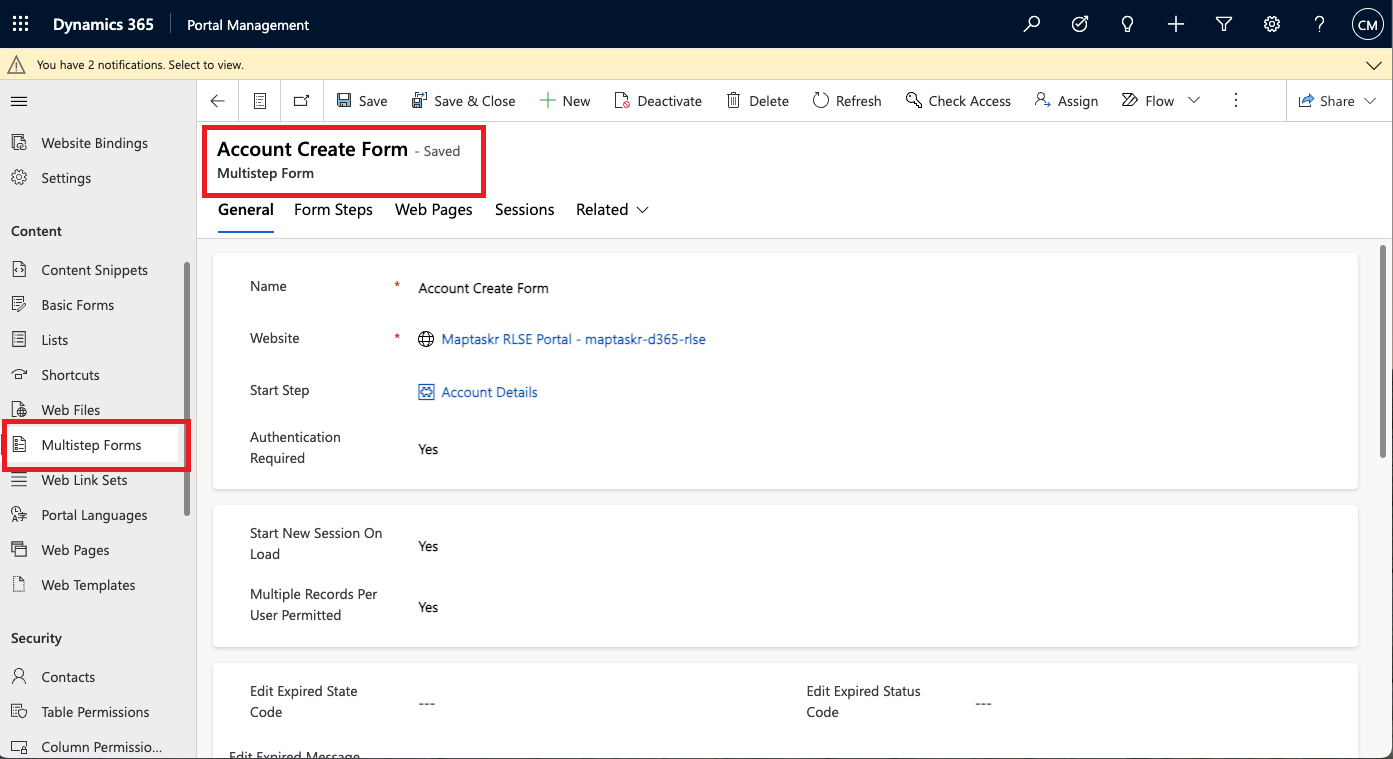 Dynamics 365 Portal Management CM
You have 2 notifications. Select to view.
Save Save & Close New Deactivate Delete Refresh Check Access Assign Flow Share
Website Bindings
Settings
Content
Content Snippets
Basic Forms
Lists
Shortcuts
Web Files
Multistep Forms
Web Link Sets
Portal Languages
Web Pages
Web Templates
Security
Contacts
Table Permissions
Column Permissio...
Account Create Form - Saved
Multistep Form
General Form Steps Web Pages Sessions Related
Name * Account Create Form
Website * Maptaskr RLSE Portal - maptaskr-d365-rlse
Start Step Account Details
Authentication
Required
Yes
Start New Session On
Load
Yes
Multiple Records Per
User Permitted
Yes
Edit Expired State
Code
---
Edit Expired Status
Code
---
Edit Expired Message